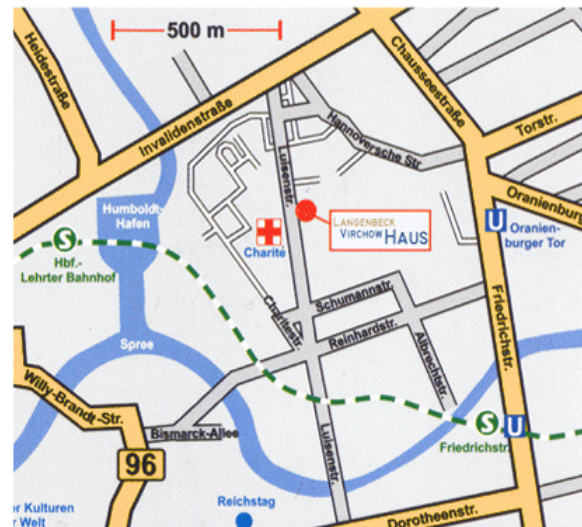 500 m
Heidestraße
Invalidenstraße
Chausseestraße
Hannoversche Str.
Torstr.
Luisenstr.
Oranienburg
Humboldt-
Hafen
LANGENBECK
VIRCHOW HAUS
U
Oranien-
burger Tor
S
Hbf.-
Lehrter Bahnhof
Charité
Schumannstr.
Charitéstr.
Reinhardstr.
Albrechtstr.
Friedrichstr.
Spree
Willy-Brandt-Str.
Bismarck-Allee
S
U
Friedrichstr.
96
Luisenstr.
er Kulturen
r Welt
Reichstag
Dorotheenstr.